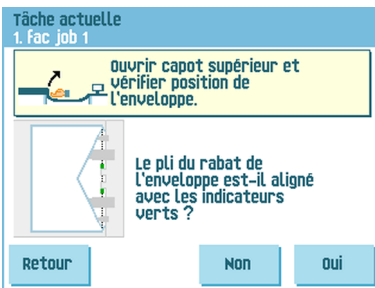 Tâche actuelle
1. Fac job 1
Ouvrir capot supérieur et
vérifier position de
l'enveloppe.
Le pli du rabat de
l'enveloppe est-il aligné
avec les indicateurs
verts ?
Retour
Non
Oui